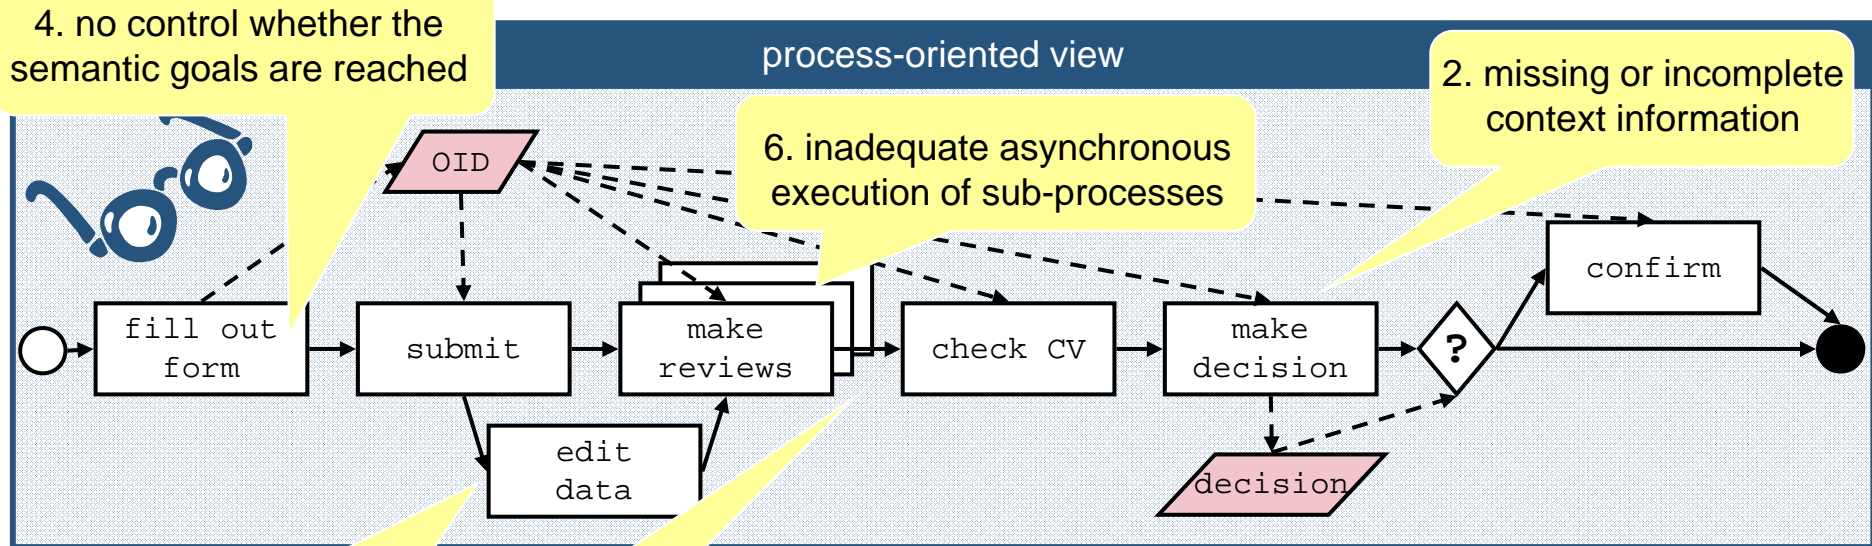 4. no control whether the
semantic goals are reached
process-oriented view
2. missing or incomplete
context information
6. inadequate asynchronous
execution of sub-processes
OID
confirm
fill out
form
submit
make
reviews
check CV
make
decision
?
edit
data
decision